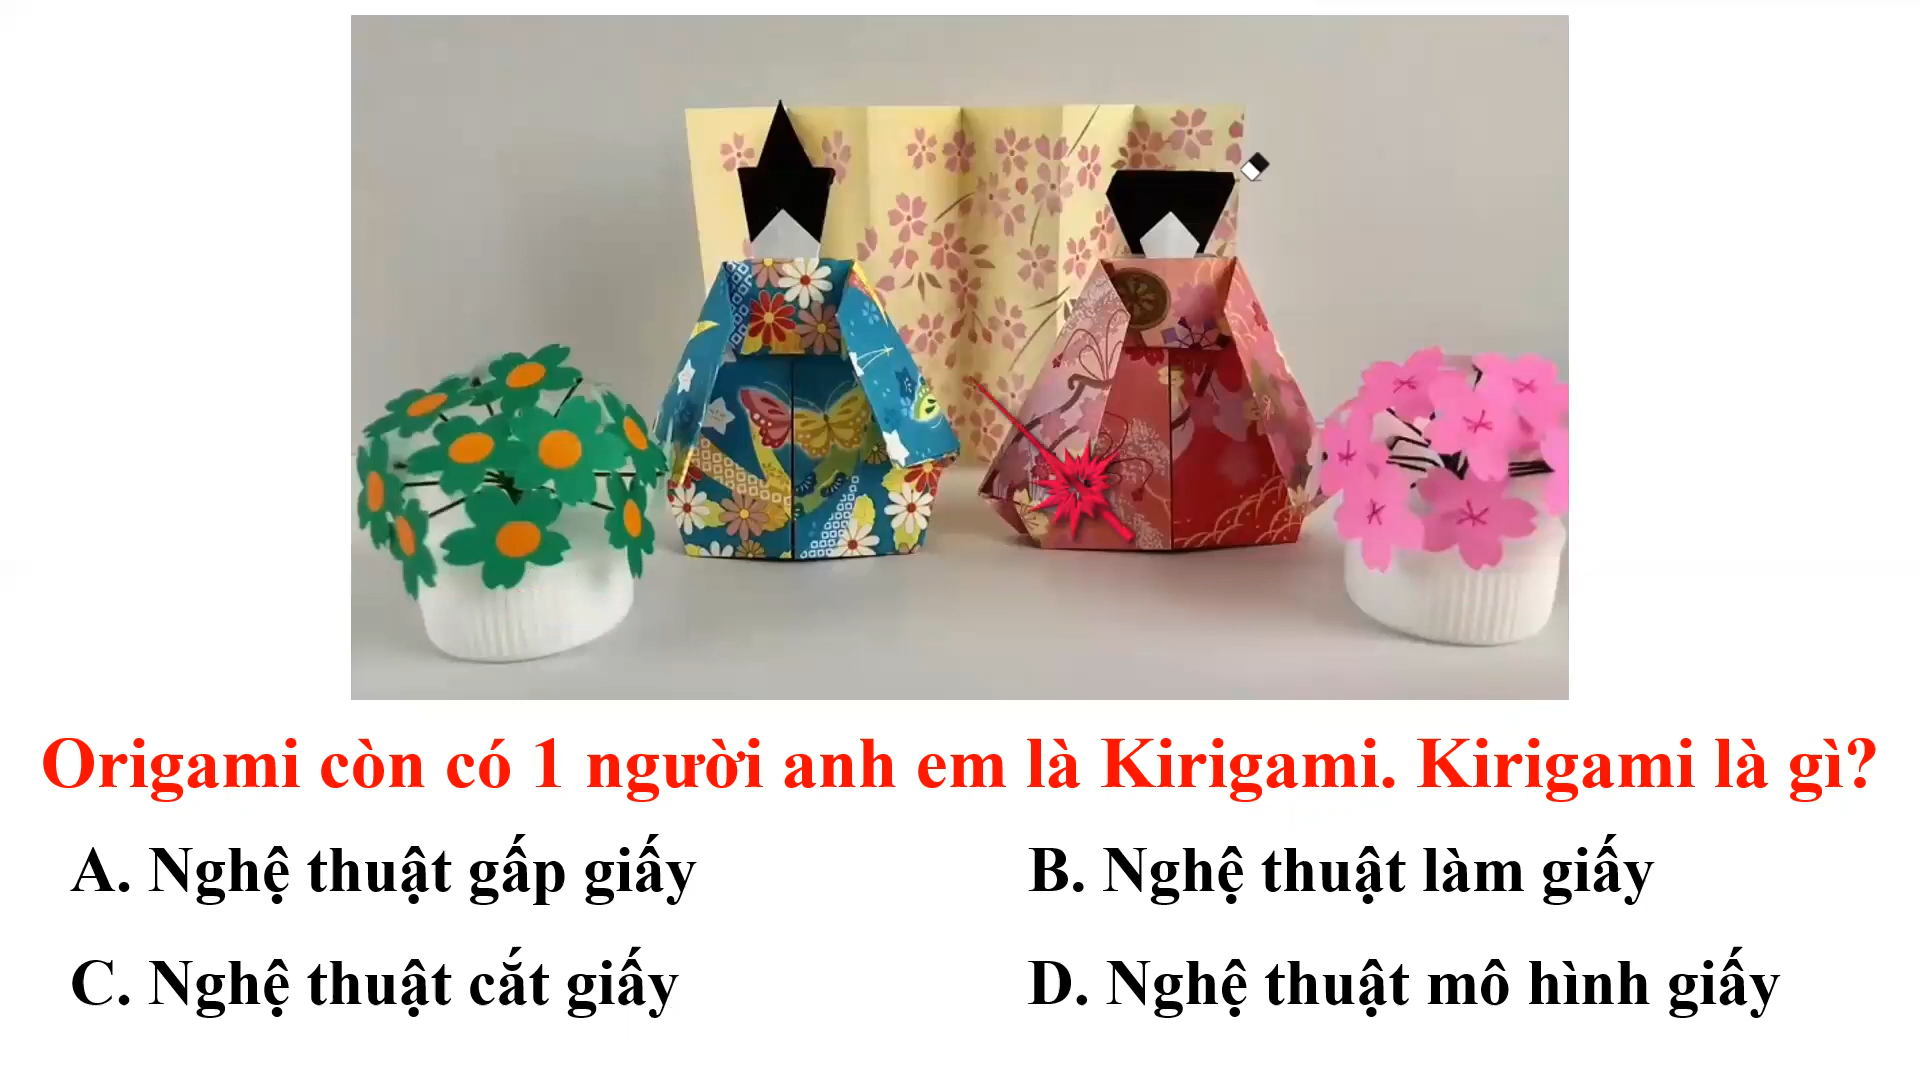 Origami còn có 1 người anh em là Kirigami. Kirigami là gì?
A. Nghệ thuật gấp giấy
B. Nghệ thuật làm giấy
C. Nghệ thuật cắt giấy
D. Nghệ thuật mô hình giấy